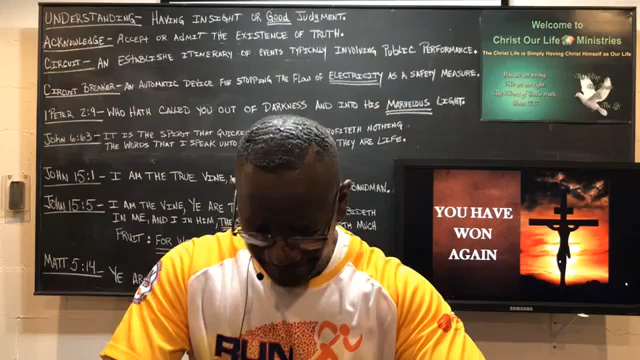 UNDERSTANDING - HAVING INSIGHT OR GOOD JUDGMENT.
ACKNOWLEDGE - ACCEPT OR ADMIT THE EXISTENCE OF TRUTH.
CIRCUIT - AN ESTABLISHE ITINERARY OF EVENTS TYPICALLY INVOLVING PUBLIC PERFORMANCE.
CIRCUIT BREAKER - AN AUTOMATIC DEVICE FOR STOPPING THE FLOW OF ELECTRICITY AS A SAFETY MEASURE.
1 PETER 2:9 - WHO HATH CALLED YOU OUT OF DARKNESS AND INTO HIS MARVELOUS LIGHT.
JOHN 6:63 - IT IS THE SPIRIT THAT NOTHING
THE WORDS THAT I SPEAK UNTO THEY ARE LIFE.
JOHN 15:1 - I AM THE TRUE VINE,
JOHN 15:5 - I AM THE VINE, YE ARE
IN ME, AND I IN HIM, THE MUCH
FRUIT: FOR
MATT 5:14 - YE
Welcome to
Christ Our Life Ministries
The Christ Life is Simply Having Christ Himself as Our Life
The Life
YOU HAVE
WON
AGAIN
SAMSUNG
RUN